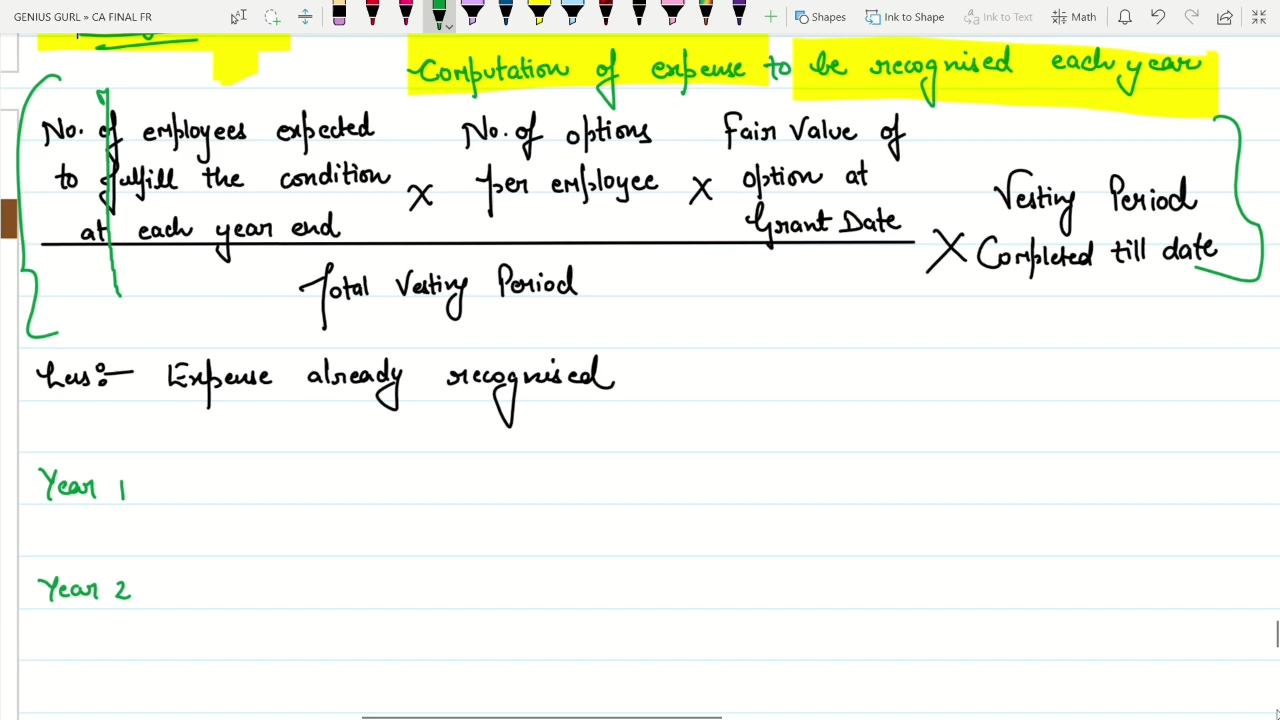 GENIUS GURL » CA FINAL FR
Shapes
Ink to Shape
Ink to Text
Math
Computation of expense to be recognised each year
No. of employees expected to fulfill the condition at each year end
X
No. of options per employee
X
Fair Value of option at Grant Date
Total Vesting Period
X
Vesting Period Completed till date
Less:- Expense already recognised
Year 1
Year 2